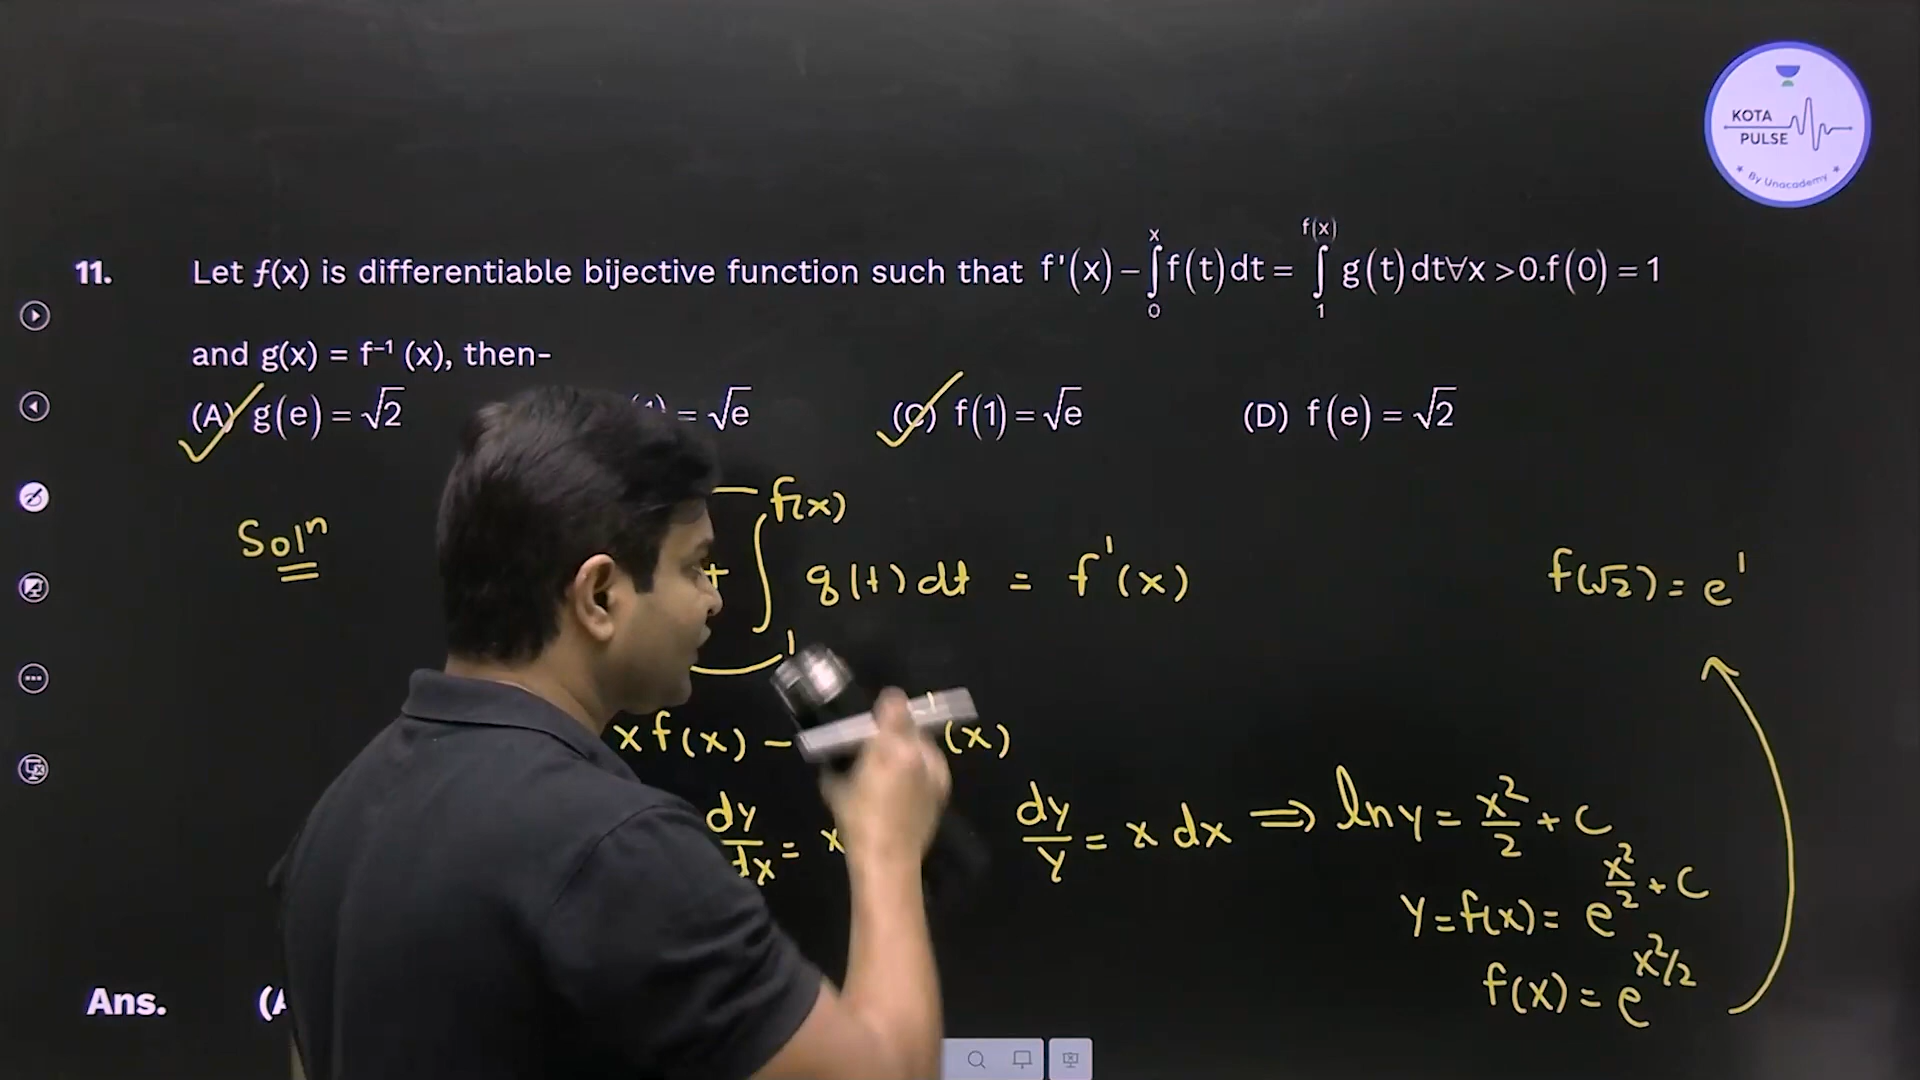 KOTA
PULSE
By Unacademy
11. Let f(x) is differentiable bijective function such that f'(x) – ∫₀ˣ f(t)dt = ∫₁^f(x) g(t)dt ∀x >0.f(0) = 1
and g(x) = f⁻¹ (x), then-
(A) g(e) = √2 = √e (C) f(1) = √e (D) f(e) = √2
Solⁿ
+ ∫₁^f(x) g(t)dt = f'(x)
f(√2) = e¹
x f(x) – (x)
dy/dx = x dy/y = x dx ⇒ ln y = x²/2 + c
y = f(x) = e^(x²/2 + c)
f(x) = e^(x²/2)
Ans.